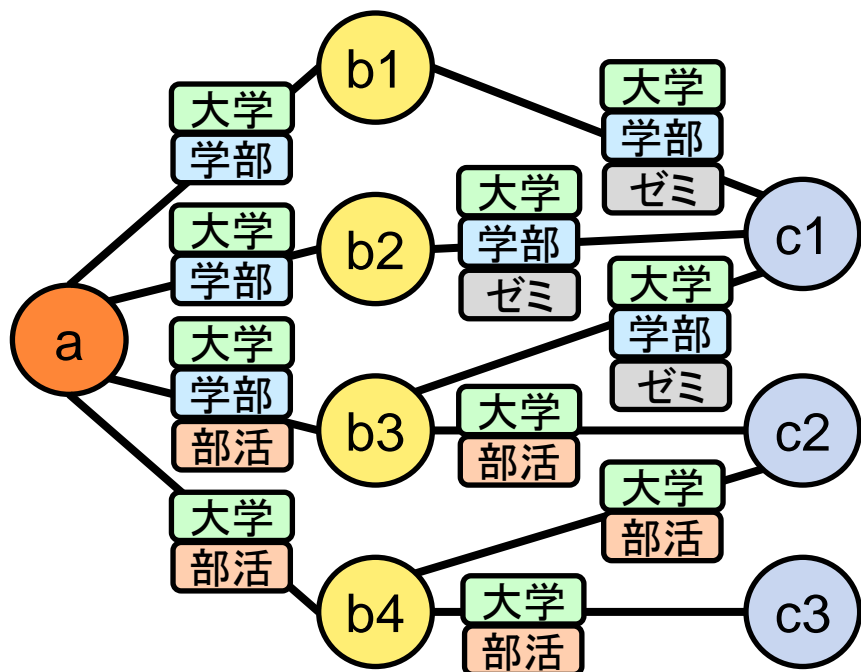 b1
大学
学部
大学
学部
ゼミ
大学
学部
b2
大学
学部
ゼミ
c1
a
大学
学部
部活
b3
大学
学部
ゼミ
大学
部活
c2
大学
部活
b4
大学
部活
大学
部活
c3